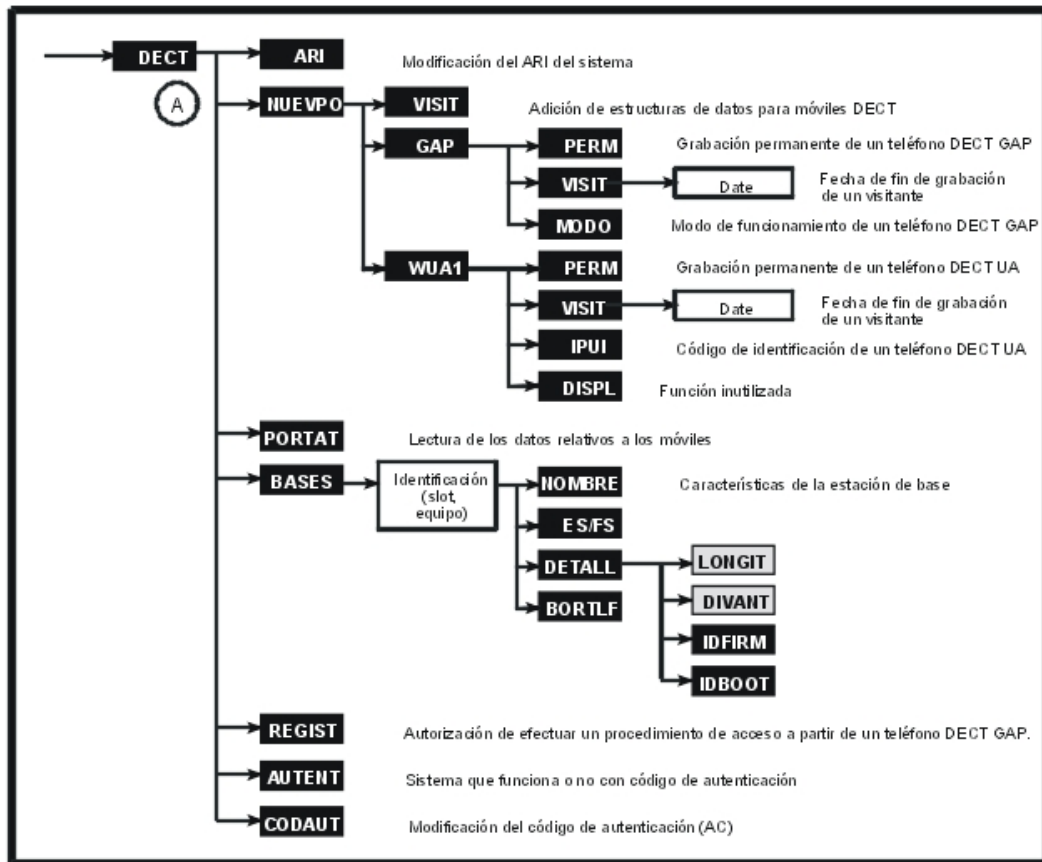 DECT
ARI
Modificación del ARI del sistema
A
NUEVPO
VISIT
Adición de estructuras de datos para móviles DECT
GAP
PERM
Grabación permanente de un teléfono DECT GAP
VISIT
Date
Fecha de fin de grabación
de un visitante
MODO
Modo de funcionamiento de un teléfono DECT GAP
WUA1
PERM
Grabación permanente de un teléfono DECT UA
VISIT
Date
Fecha de fin de grabación
de un visitante
IPUI
Código de identificación de un teléfono DECT UA
DISPL
Función inutilizada
PORTAT
Lectura de los datos relativos a los móviles
BASES
Identificación
(slot,
equipo)
NOMBRE
Características de la estación de base
ES/FS
DETALL
LONGIT
DIVANT
BORTLF
IDFIRM
IDBOOT
REGIST
Autorización de efectuar un procedimiento de acceso a partir de un teléfono DECT GAP.
AUTENT
Sistema que funciona o no con código de autenticación
CODAUT
Modificación del código de autenticación (AC)